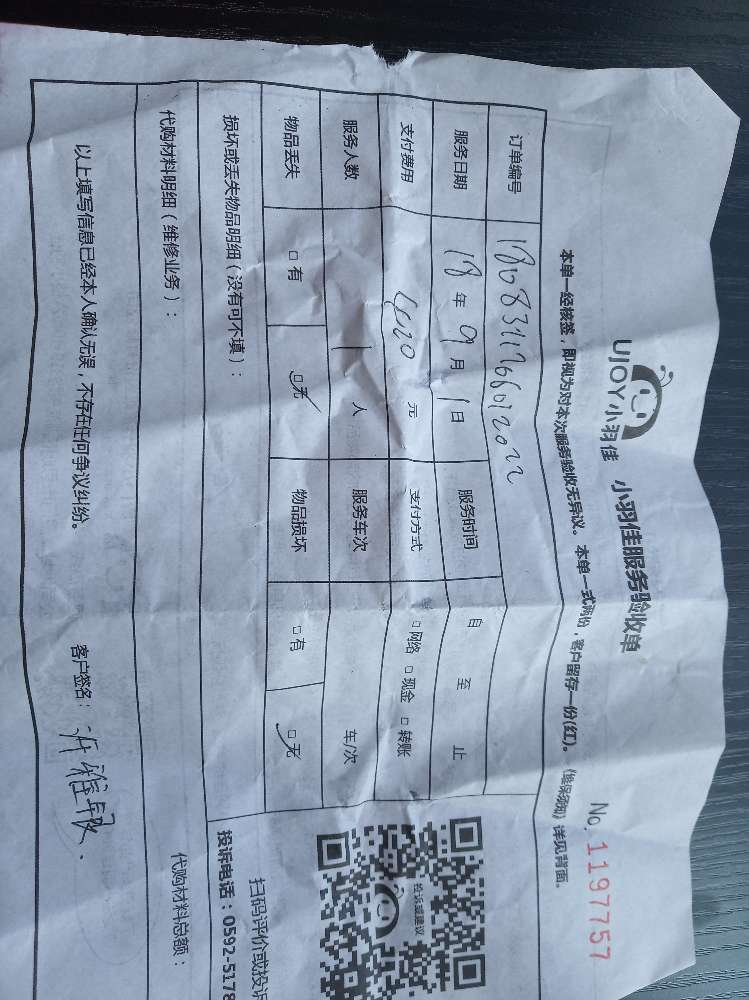 UJOY小羽佳 小羽佳服务验收单
No. 1197757
本单一经核签，即视为对本次服务验收无异议。本单一式两份，客户留存一份(红)。(维保须知) 详见背面。
订单编号
服务日期 18 年 9 月 1 日 服务时间 自 至 止
支付费用 元 支付方式 □ 网络 □ 现金 □ 转账
服务人数 1 人 服务车次 车/次
物品丢失 □ 有 □ 无 物品损坏 □ 有 □ 无
损坏或丢失物品明细（没有可不填）：
代购材料明细（维修业务）： 代购材料总额：
以上填写信息已经本人确认无误，不存在任何争议纠纷。 客户签名：
投诉或建议
扫码评价或投诉
投诉电话：0592-5178